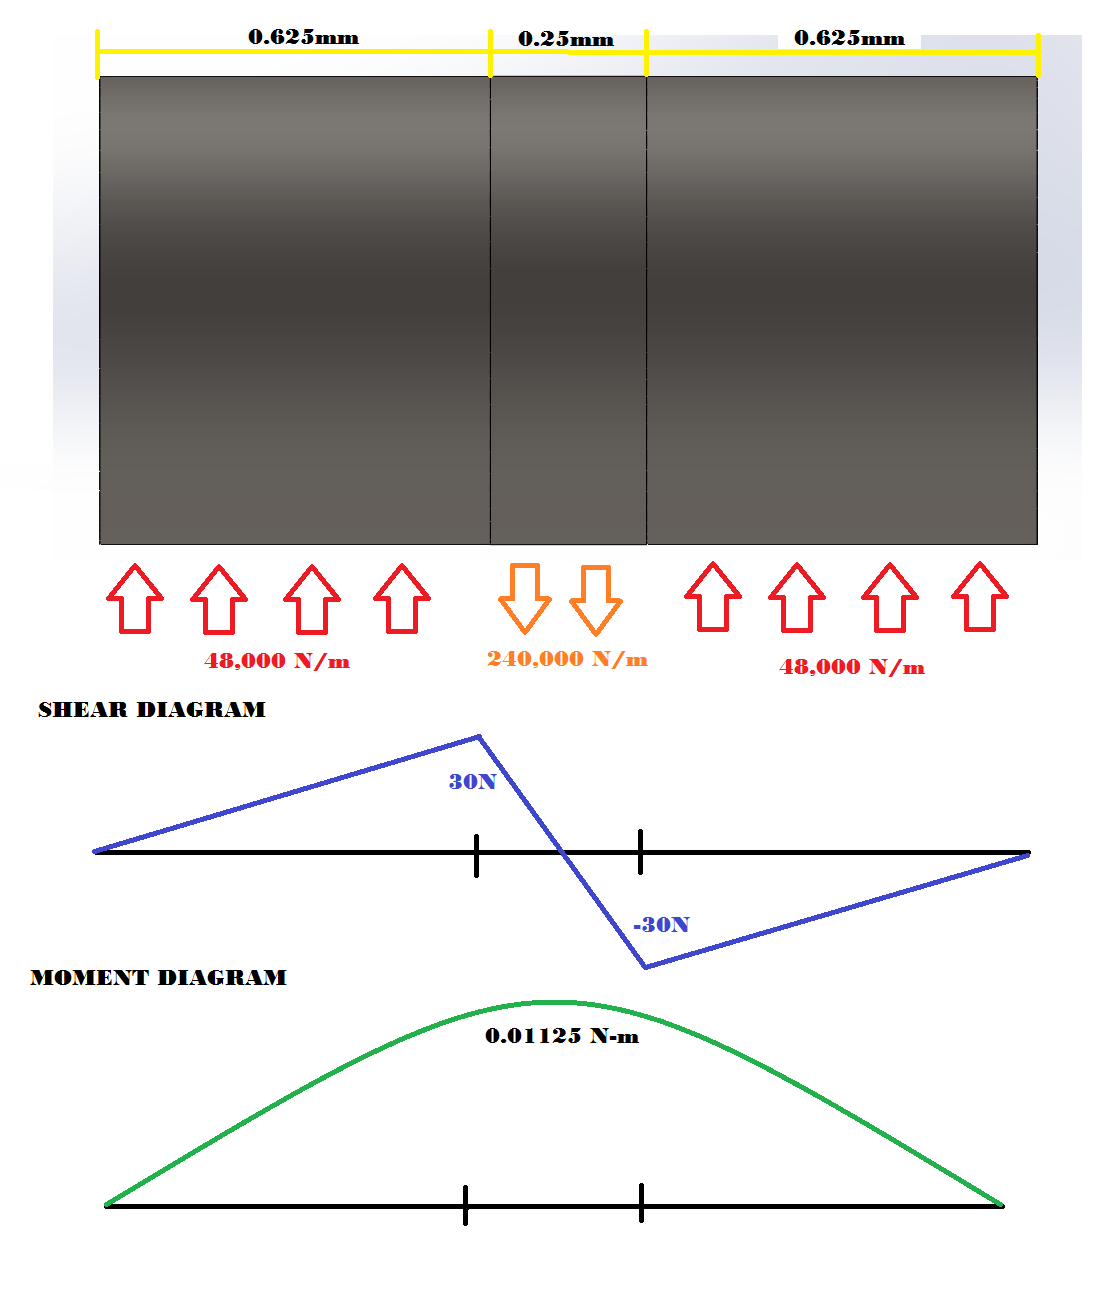 0.625mm
0.25mm
0.625mm
48,000 N/m
240,000 N/m
48,000 N/m
SHEAR DIAGRAM
30N
-30N
MOMENT DIAGRAM
0.01125 N-m